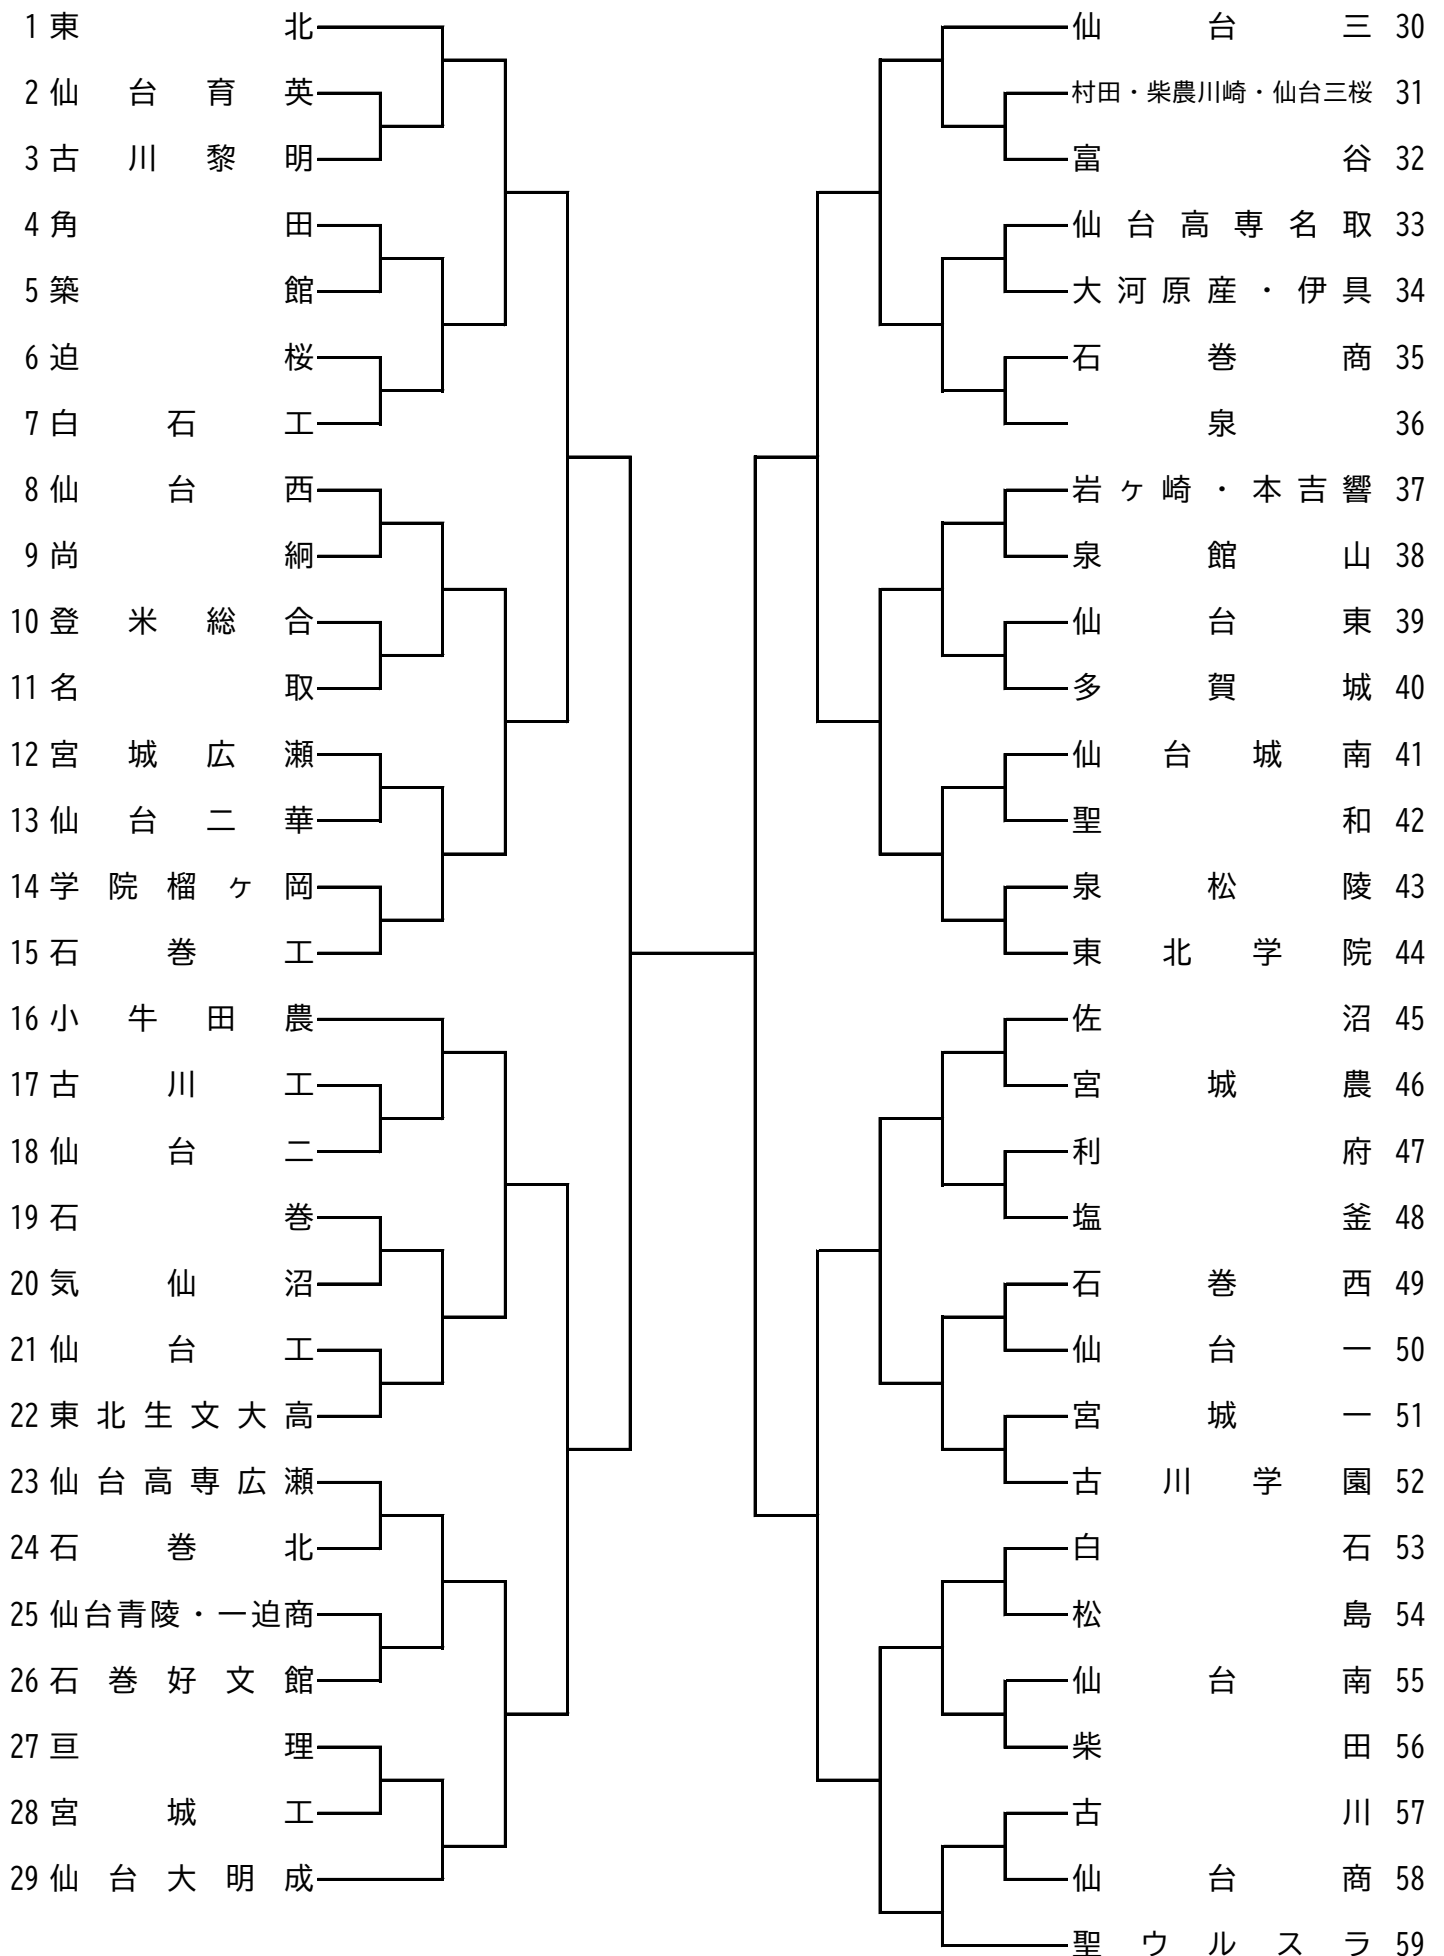 1 東北
2 仙台育英
3 古川黎明
4 角田
5 築館
6 迫桜
7 白石工
8 仙台西
9 尚絅
10 登米総合
11 名取
12 宮城広瀬
13 仙台二華
14 学院榴ヶ岡
15 石巻工
16 小牛田農
17 古川工
18 仙台二
19 石巻
20 気仙沼
21 仙台工
22 東北生文大高
23 仙台高専広瀬
24 石巻北
25 仙台青陵・一迫商
26 石巻好文館
27 亘理
28 宮城工
29 仙台大明成
仙台三 30
村田・柴農川崎・仙台三桜 31
富谷 32
仙台高専名取 33
大河原産・伊具 34
石巻商 35
泉 36
岩ヶ崎・本吉響 37
泉館山 38
仙台東 39
多賀城 40
仙台城南 41
聖和 42
泉松陵 43
東北学院 44
佐沼 45
宮城農 46
利府 47
塩釜 48
石巻西 49
仙台一 50
宮城一 51
古川学園 52
白石 53
松島 54
仙台南 55
柴田 56
古川 57
仙台商 58
聖ウルスラ 59